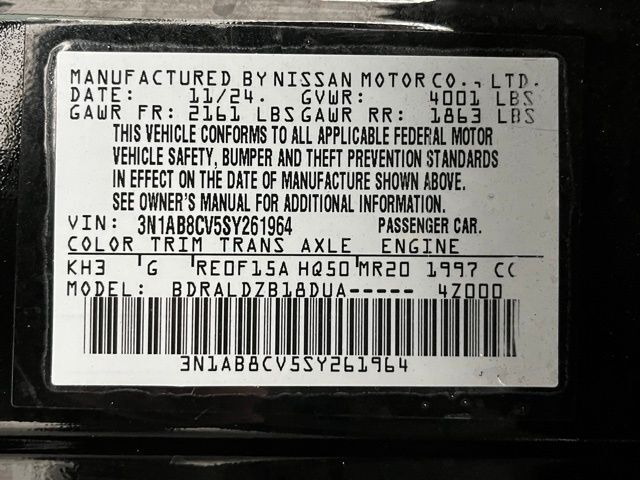 MANUFACTURED BY NISSAN MOTOR CO., LTD.
DATE: 11/24. GVWR: 4001 LBS
GAWR FR: 2161 LBS GAWR RR: 1863 LBS
THIS VEHICLE CONFORMS TO ALL APPLICABLE FEDERAL MOTOR
VEHICLE SAFETY, BUMPER AND THEFT PREVENTION STANDARDS
IN EFFECT ON THE DATE OF MANUFACTURE SHOWN ABOVE.
SEE OWNER'S MANUAL FOR ADDITIONAL INFORMATION.
VIN: 3N1AB8CV5SY261964 PASSENGER CAR.
COLOR TRIM TRANS AXLE ENGINE
KH3 G RE0F15A HQ50 MR20 1997 CC
MODEL: BDRALDZB18DUA----- 4Z000
3N1AB8CV5SY261964